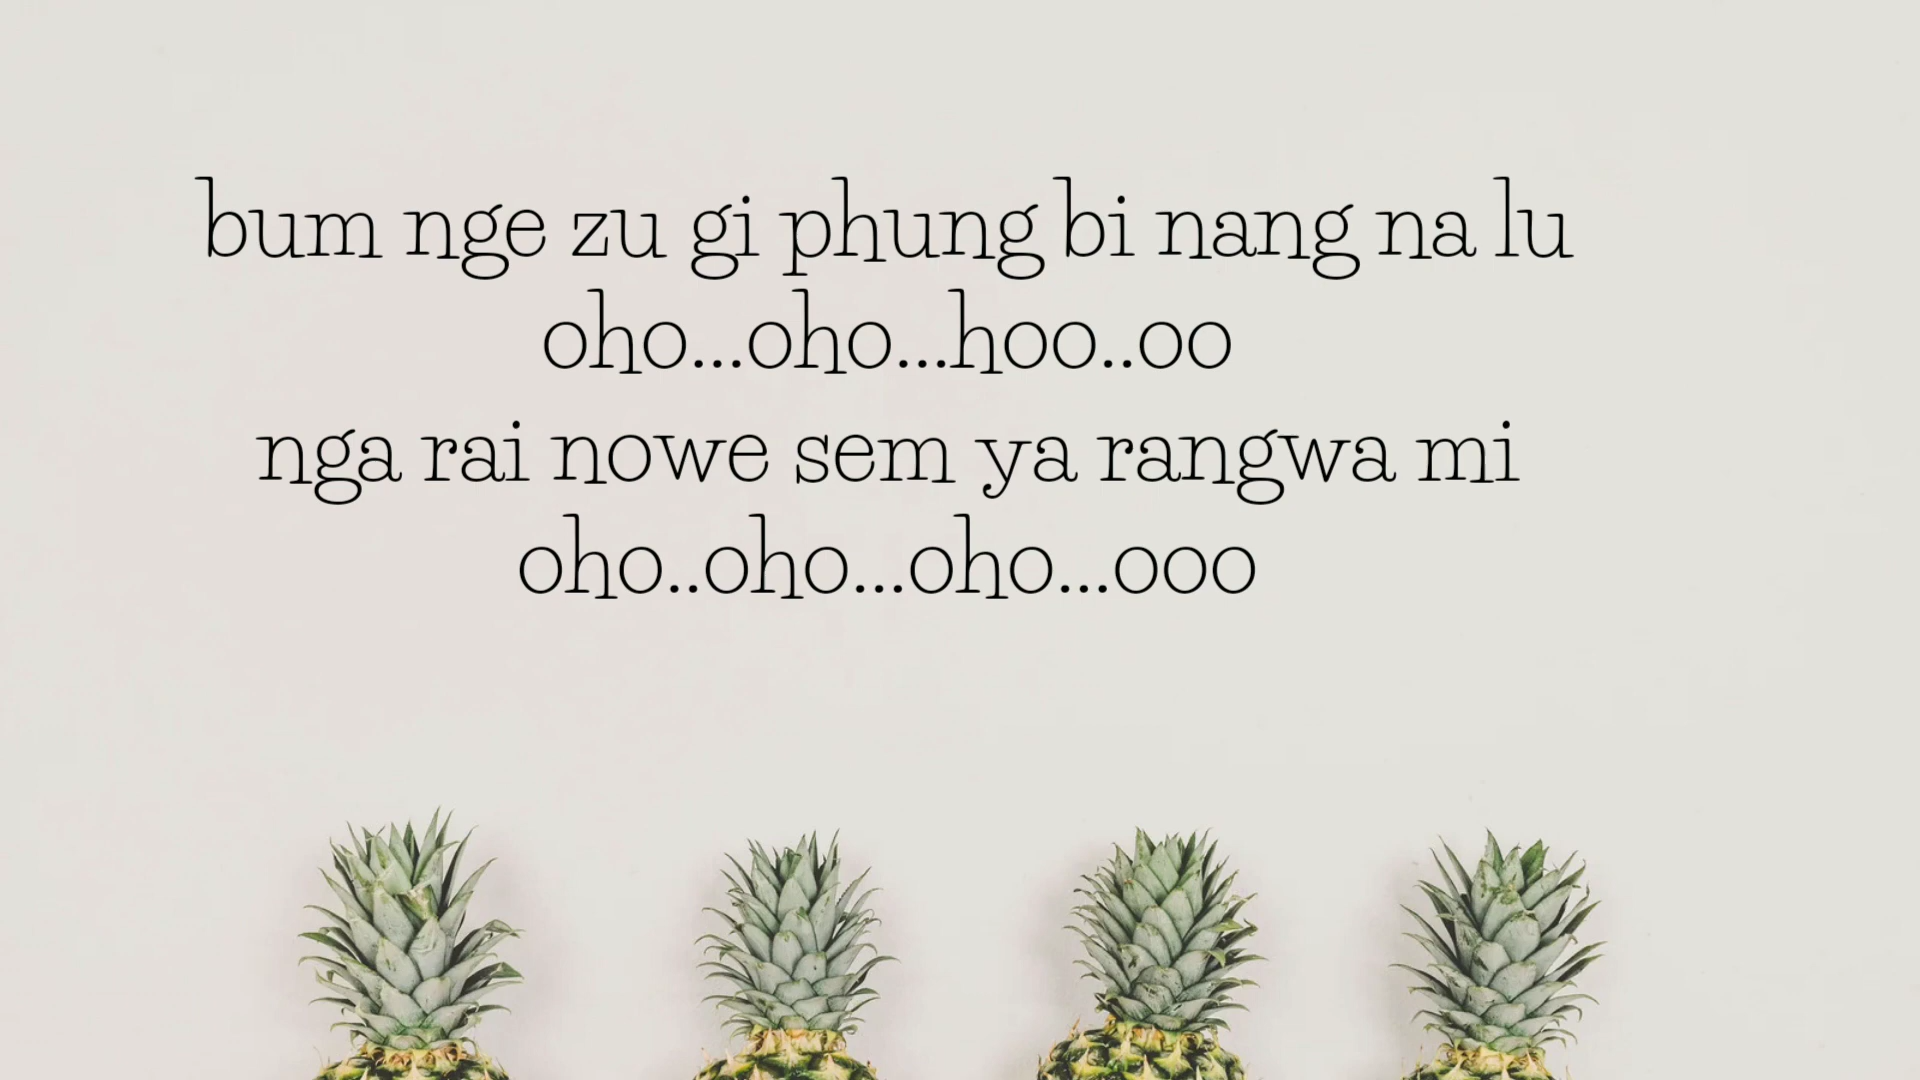 bum nge zu gi phung bi nang na lu
oho...oho...hoo..oo
nga rai nowe sem ya rangwa mi
oho..oho...oho...ooo